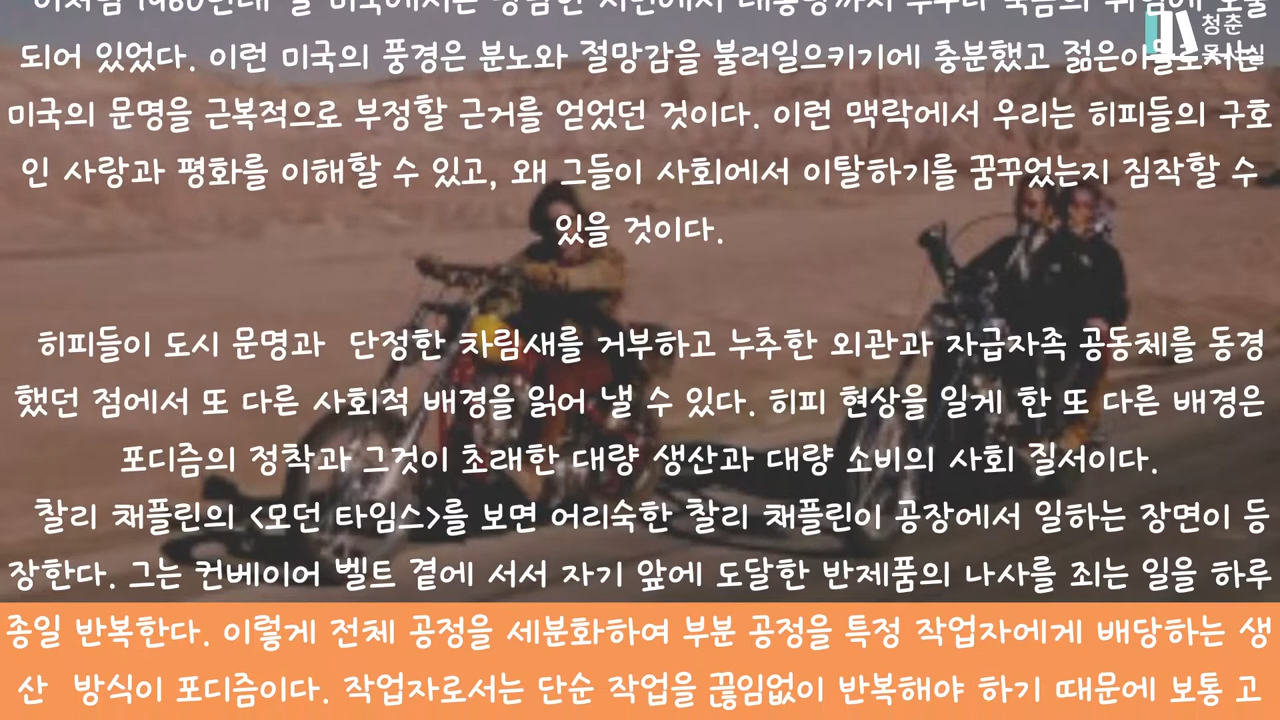 되어 있었다. 이런 미국의 풍경은 분노와 절망감을 불러일으키기에 충분했고 젊은이들로서는
미국의 문명을 근복적으로 부정할 근거를 얻었던 것이다. 이런 맥락에서 우리는 히피들의 구호
인 사랑과 평화를 이해할 수 있고, 왜 그들이 사회에서 이탈하기를 꿈꾸었는지 짐작할 수
있을 것이다.
히피들이 도시 문명과 단정한 차림새를 거부하고 누추한 외관과 자급자족 공동체를 동경
했던 점에서 또 다른 사회적 배경을 읽어 낼 수 있다. 히피 현상을 일게 한 또 다른 배경은
포디즘의 정착과 그것이 초래한 대량 생산과 대량 소비의 사회 질서이다.
찰리 채플린의 <모던 타임스>를 보면 어리숙한 찰리 채플린이 공장에서 일하는 장면이 등
장한다. 그는 컨베이어 벨트 곁에 서서 자기 앞에 도달한 반제품의 나사를 죄는 일을 하루
종일 반복한다. 이렇게 전체 공정을 세분화하여 부분 공정을 특정 작업자에게 배당하는 생
산 방식이 포디즘이다. 작업자로서는 단순 작업을 끊임없이 반복해야 하기 때문에 보통 고
청춘